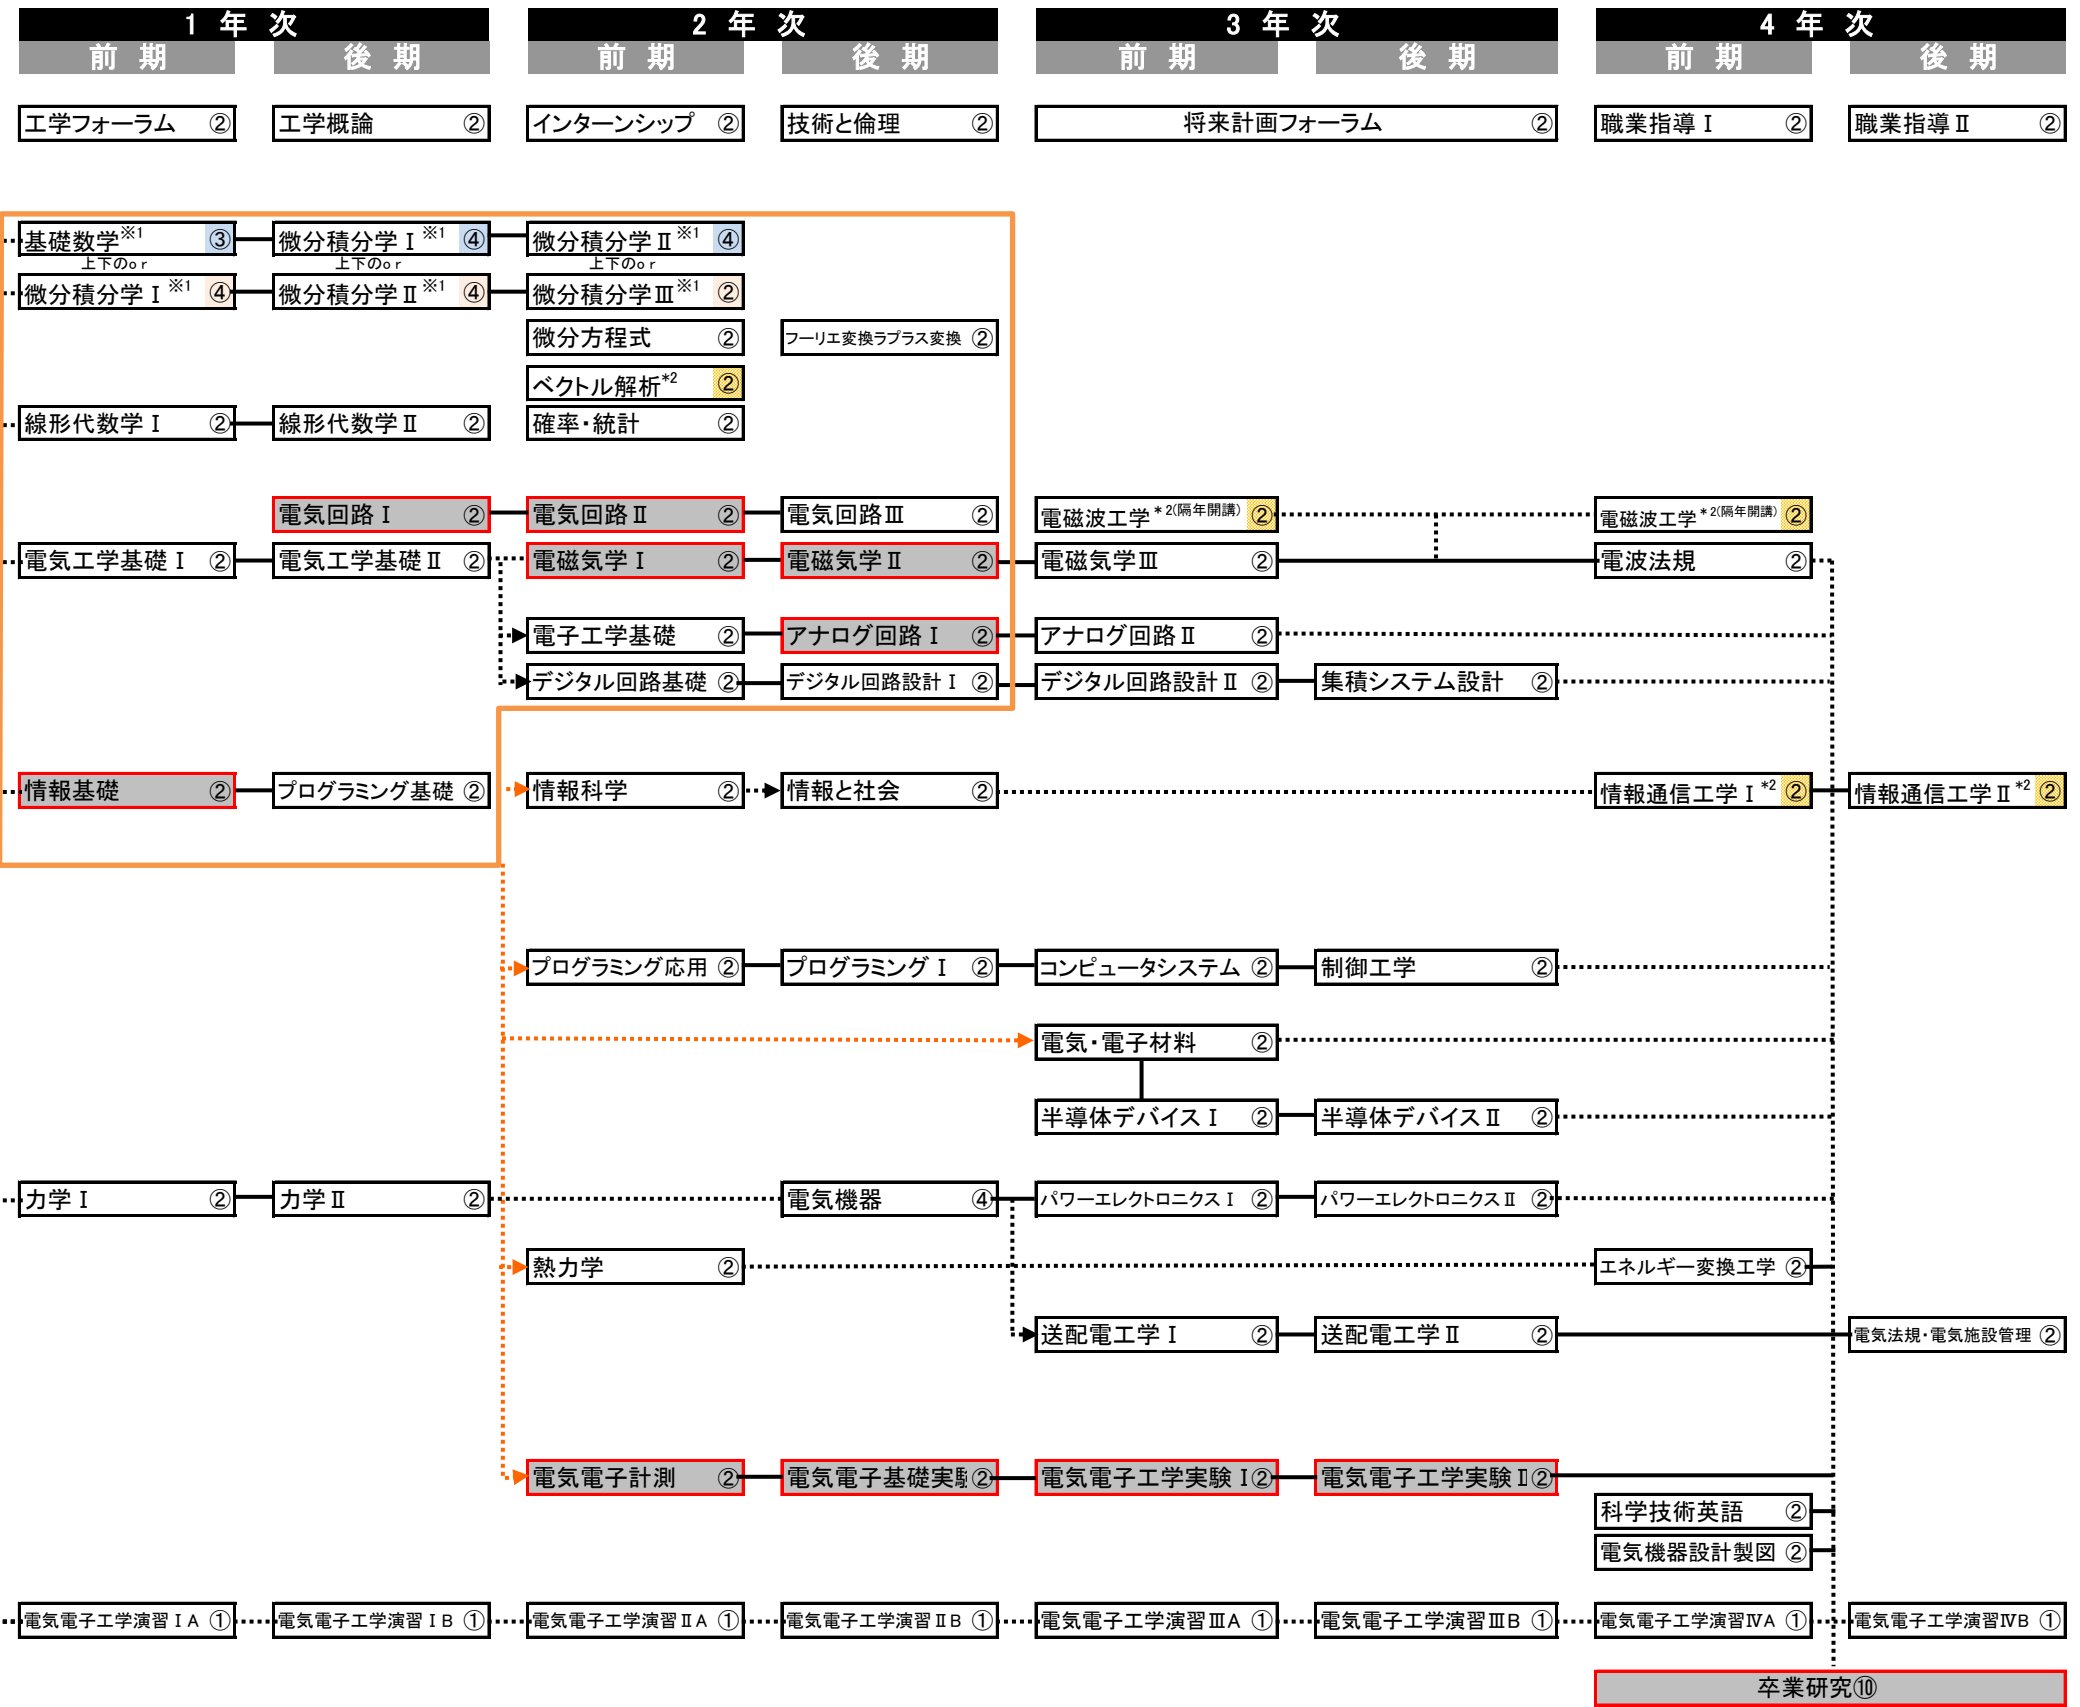 1 年 次 2 年 次 3 年 次 4 年 次
前 期 後 期 前 期 後 期 前 期 後 期 前 期 後 期
工学フォーラム ② 工学概論 ② インターンシップ ② 技術と倫理 ② 将来計画フォーラム ② 職業指導Ⅰ ② 職業指導Ⅱ ②
基礎数学※1 ③ 微分積分学Ⅰ※1 ④ 微分積分学Ⅱ※1 ④
上下のor 上下のor 上下のor
微分積分学Ⅰ※1 ④ 微分積分学Ⅱ※1 ④ 微分積分学Ⅲ※1 ②
微分方程式 ② フーリエ変換ラプラス変換 ②
ベクトル解析*2 ②
線形代数学Ⅰ ② 線形代数学Ⅱ ② 確率・統計 ②
電気回路Ⅰ ② 電気回路Ⅱ ② 電気回路Ⅲ ② 電磁波工学*2(隔年開講) ② 電磁波工学*2(隔年開講) ②
電気工学基礎Ⅰ ② 電気工学基礎Ⅱ ② 電磁気学Ⅰ ② 電磁気学Ⅱ ② 電磁気学Ⅲ ② 電波法規 ②
電子工学基礎 ② アナログ回路Ⅰ ② アナログ回路Ⅱ ②
デジタル回路基礎 ② デジタル回路設計Ⅰ ② デジタル回路設計Ⅱ ② 集積システム設計 ②
情報基礎 ② プログラミング基礎 ② 情報科学 ② 情報と社会 ② 情報通信工学Ⅰ*2 ② 情報通信工学Ⅱ*2 ②
プログラミング応用 ② プログラミングⅠ ② コンピュータシステム ② 制御工学 ②
電気・電子材料 ②
半導体デバイスⅠ ② 半導体デバイスⅡ ②
力学Ⅰ ② 力学Ⅱ ② 電気機器 ④ パワーエレクトロニクスⅠ ② パワーエレクトロニクスⅡ ②
熱力学 ② エネルギー変換工学 ②
送配電工学Ⅰ ② 送配電工学Ⅱ ② 電気法規・電気施設管理 ②
電気電子計測 ② 電気電子基礎実験 ② 電気電子工学実験Ⅰ ② 電気電子工学実験Ⅱ ②
科学技術英語 ②
電気機器設計製図 ②
電気電子工学演習ⅠA ① 電気電子工学演習ⅠB ① 電気電子工学演習ⅡA ① 電気電子工学演習ⅡB ① 電気電子工学演習ⅢA ① 電気電子工学演習ⅢB ① 電気電子工学演習ⅣA ① 電気電子工学演習ⅣB ①
卒業研究⑩